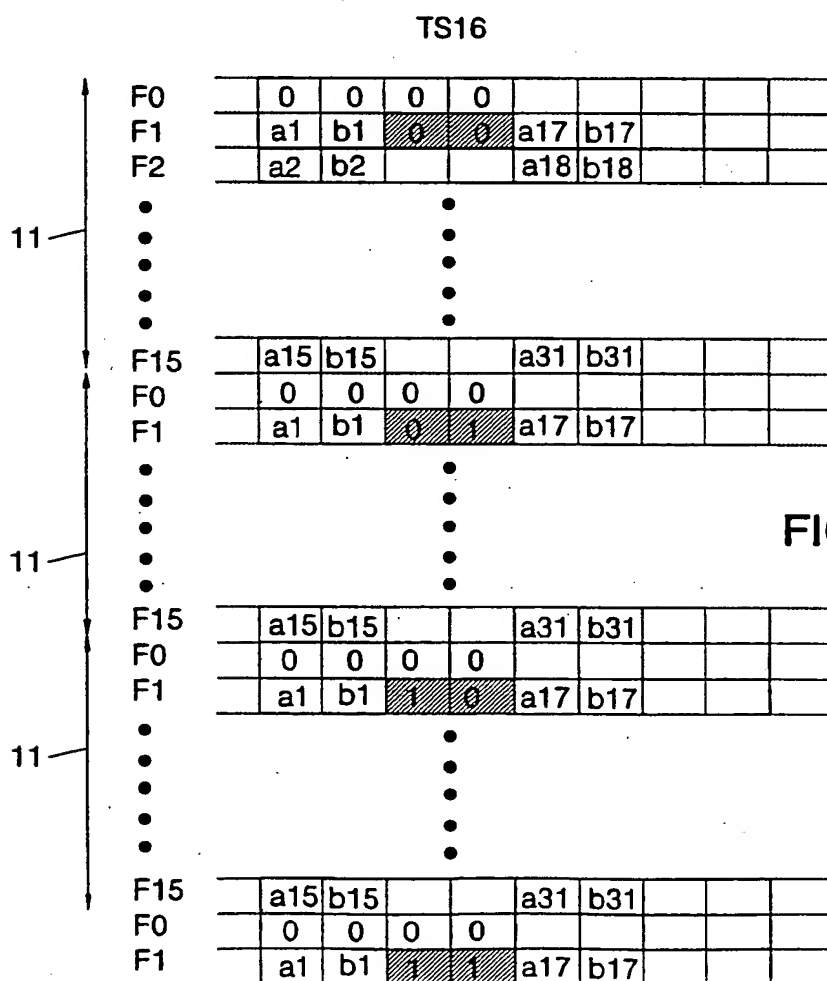 TS16
F0 0 0 0 0
F1 a1 b1 0 0 a17 b17
F2 a2 b2 a18 b18
11
F15 a15 b15 a31 b31
F0 0 0 0 0
F1 a1 b1 0 1 a17 b17
FI
11
F15 a15 b15 a31 b31
F0 0 0 0 0
F1 a1 b1 1 0 a17 b17
11
F15 a15 b15 a31 b31
F0 0 0 0 0
F1 a1 b1 1 1 a17 b17